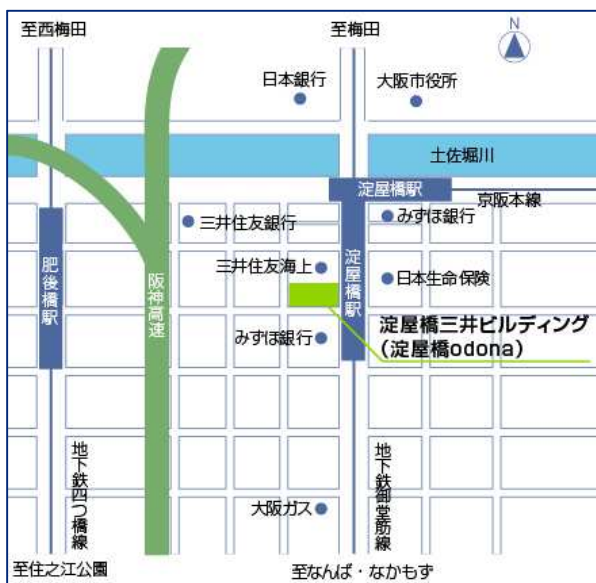 至西梅田
至梅田
N
日本銀行
大阪市役所
土佐堀川
淀屋橋駅
京阪本線
三井住友銀行
みずほ銀行
肥後橋駅
阪神高速
三井住友海上
淀屋橋駅
日本生命保険
淀屋橋三井ビルディング
(淀屋橋odona)
みずほ銀行
地下鉄四つ橋線
地下鉄御堂筋線
大阪ガス
至住之江公園
至なんば・なかもず